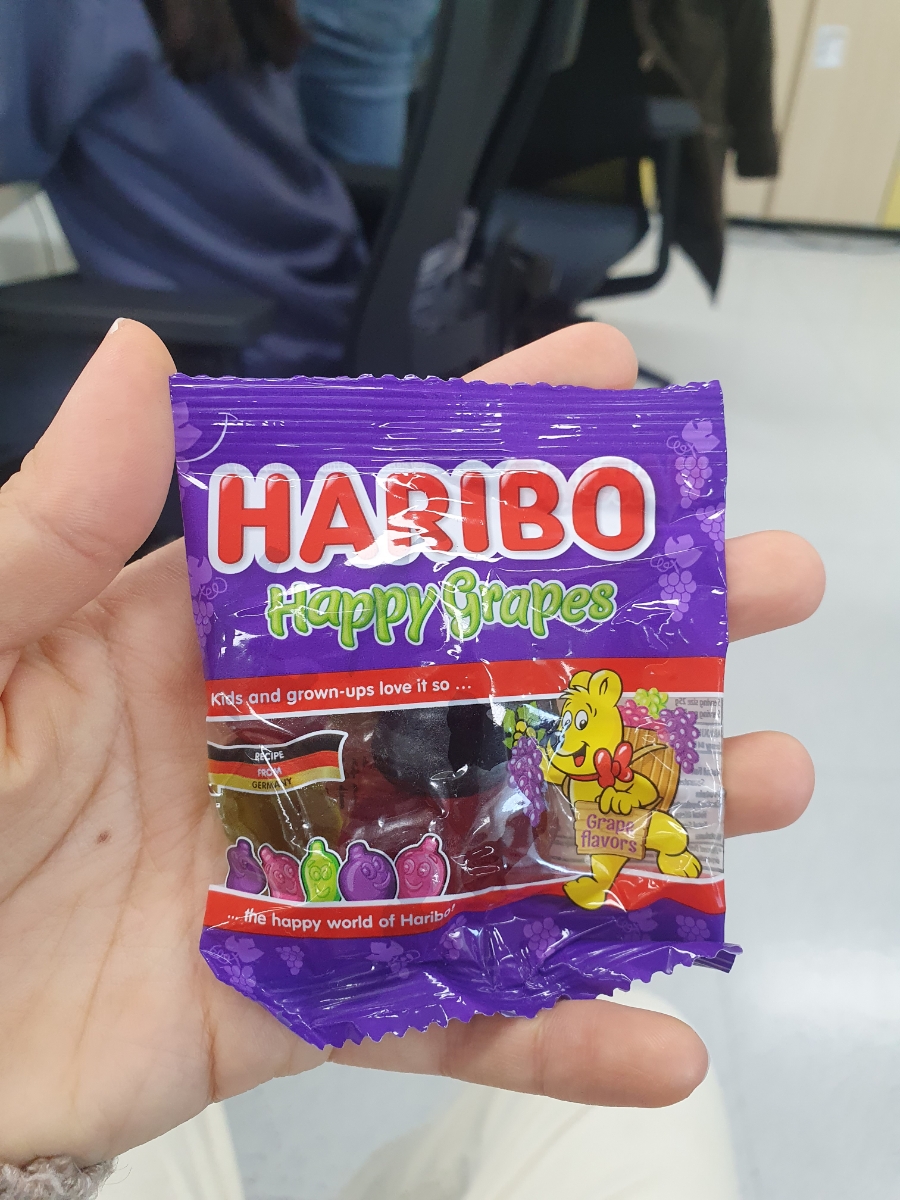 HARIBO
Happy Grapes
Kids and grown-ups love it so ...
RECIPE
FROM
GERMANY
Grape
flavors
... the happy world of Haribo!